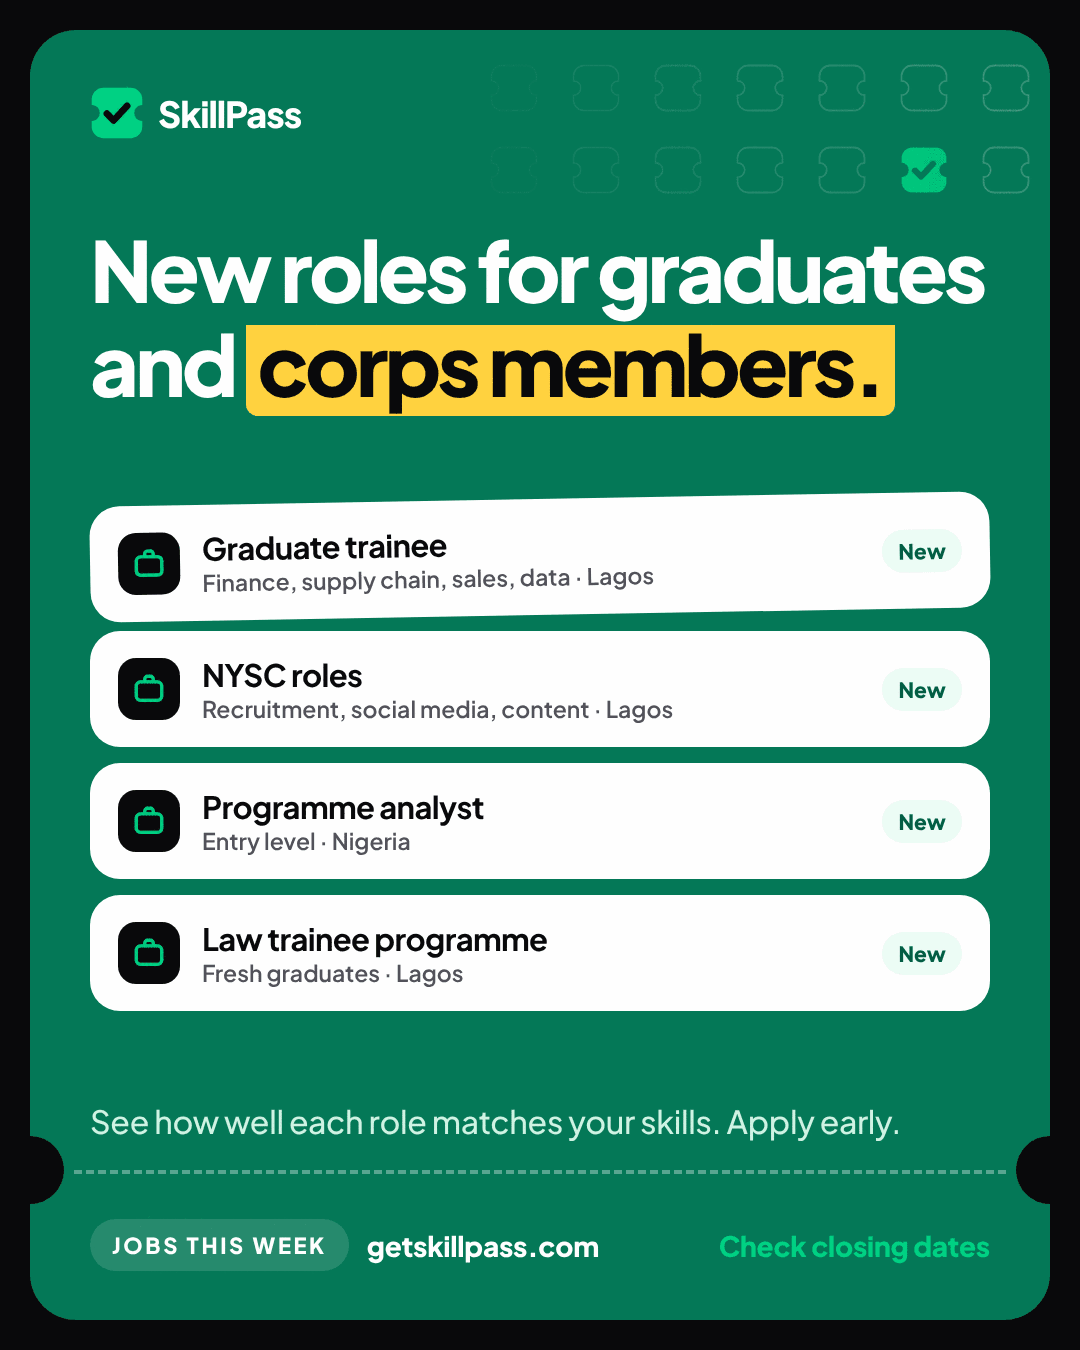 SkillPass
New roles for graduates
and corps members.
Graduate trainee
Finance, supply chain, sales, data · Lagos
New
NYSC roles
Recruitment, social media, content · Lagos
New
Programme analyst
Entry level · Nigeria
New
Law trainee programme
Fresh graduates · Lagos
New
See how well each role matches your skills. Apply early.
JOBS THIS WEEK
getskillpass.com
Check closing dates